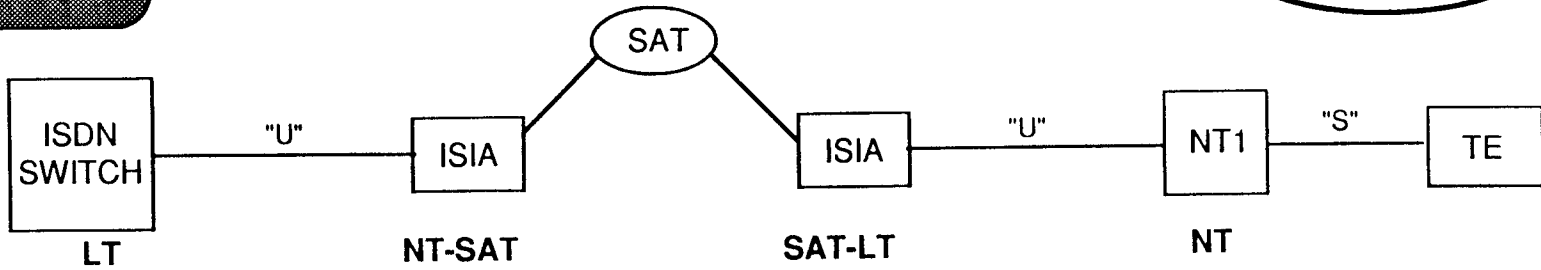 SAT
ISDN
SWITCH
"U"
ISIA
ISIA
"U"
NT1
"S"
TE
LT
NT-SAT
SAT-LT
NT